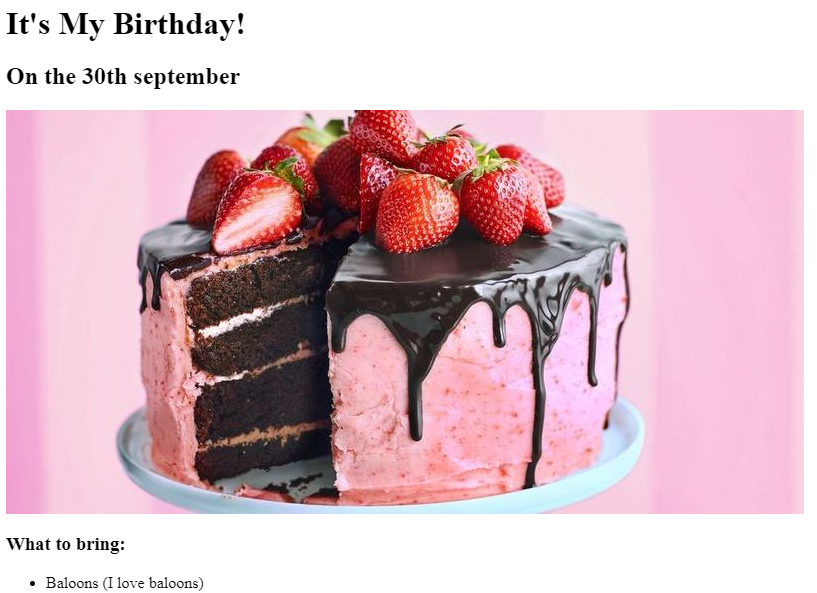 It's My Birthday!
On the 30th september
What to bring:
Baloons (I love baloons)